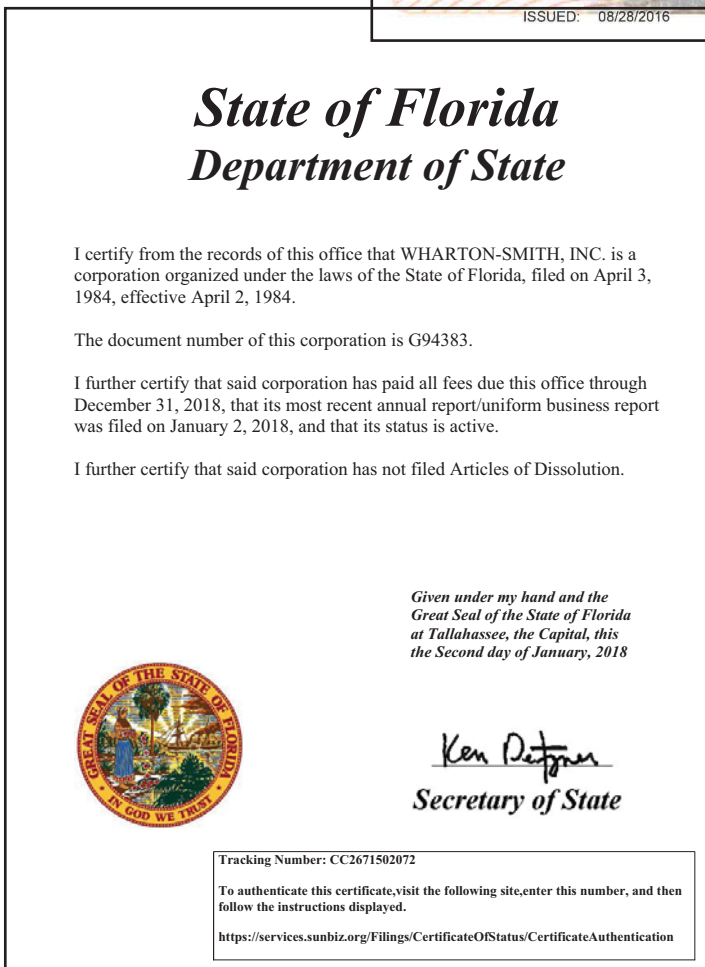 ISSUED: 08/28/2016
State of Florida
Department of State
I certify from the records of this office that WHARTON-SMITH, INC. is a
corporation organized under the laws of the State of Florida, filed on April 3,
1984, effective April 2, 1984.
The document number of this corporation is G94383.
I further certify that said corporation has paid all fees due this office through
December 31, 2018, that its most recent annual report/uniform business report
was filed on January 2, 2018, and that its status is active.
I further certify that said corporation has not filed Articles of Dissolution.
Given under my hand and the
Great Seal of the State of Florida
at Tallahassee, the Capital, this
the Second day of January, 2018
GREAT SEAL OF THE STATE OF FLORIDA
IN GOD WE TRUST
Ken Detzner
Secretary of State
Tracking Number: CC2671502072
To authenticate this certificate,visit the following site,enter this number, and then
follow the instructions displayed.
https://services.sunbiz.org/Filings/CertificateOfStatus/CertificateAuthentication